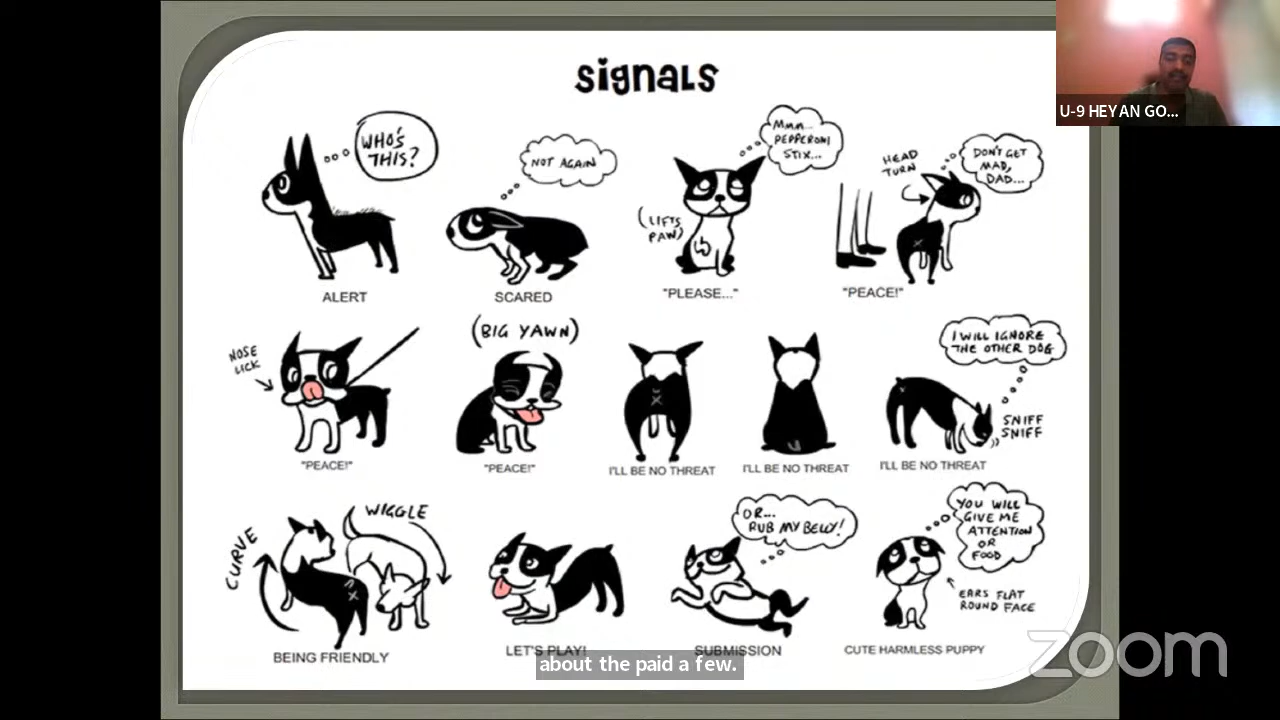 signals
WHO'S
THIS?
ALERT
NOT AGAIN
SCARED
MMM...
PEPPERONI
STIX...
(LIFTS
PAW)
"PLEASE..."
HEAD
TURN
DON'T GET
MAD,
DAD...
"PEACE!"
NOSE
LICK
"PEACE!"
(BIG YAWN)
"PEACE!"
I'LL BE NO THREAT
I'LL BE NO THREAT
I WILL IGNORE
THE OTHER DOG
SNIFF
SNIFF
I'LL BE NO THREAT
CURVE
WIGGLE
BEING FRIENDLY
LET'S PLAY!
OR...
RUB MY BELLY!
SUBMISSION
YOU WILL
GIVE ME
ATTENTION
OR
FOOD
EARS FLAT
ROUND FACE
CUTE HARMLESS PUPPY
about the paid a few.
U-9 HEYAN GO...
zoom